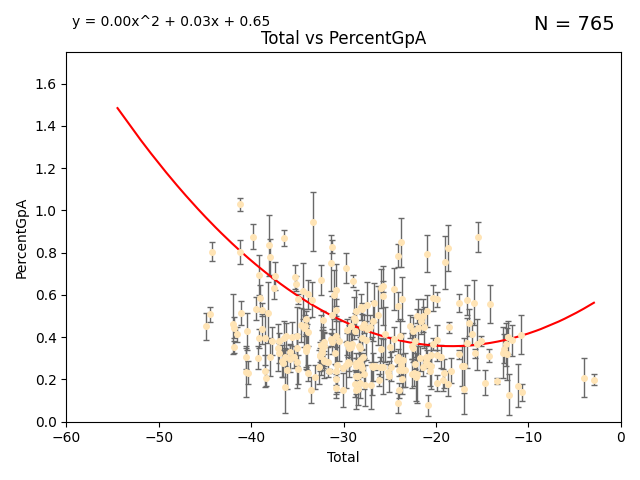 y = 0.00x^2 + 0.03x + 0.65
N = 765
Total vs PercentGpA
1.6
1.4
1.2
1.0
0.8
0.6
0.4
0.2
0.0
PercentGpA
−60 −50 −40 −30 −20 −10 0
Total